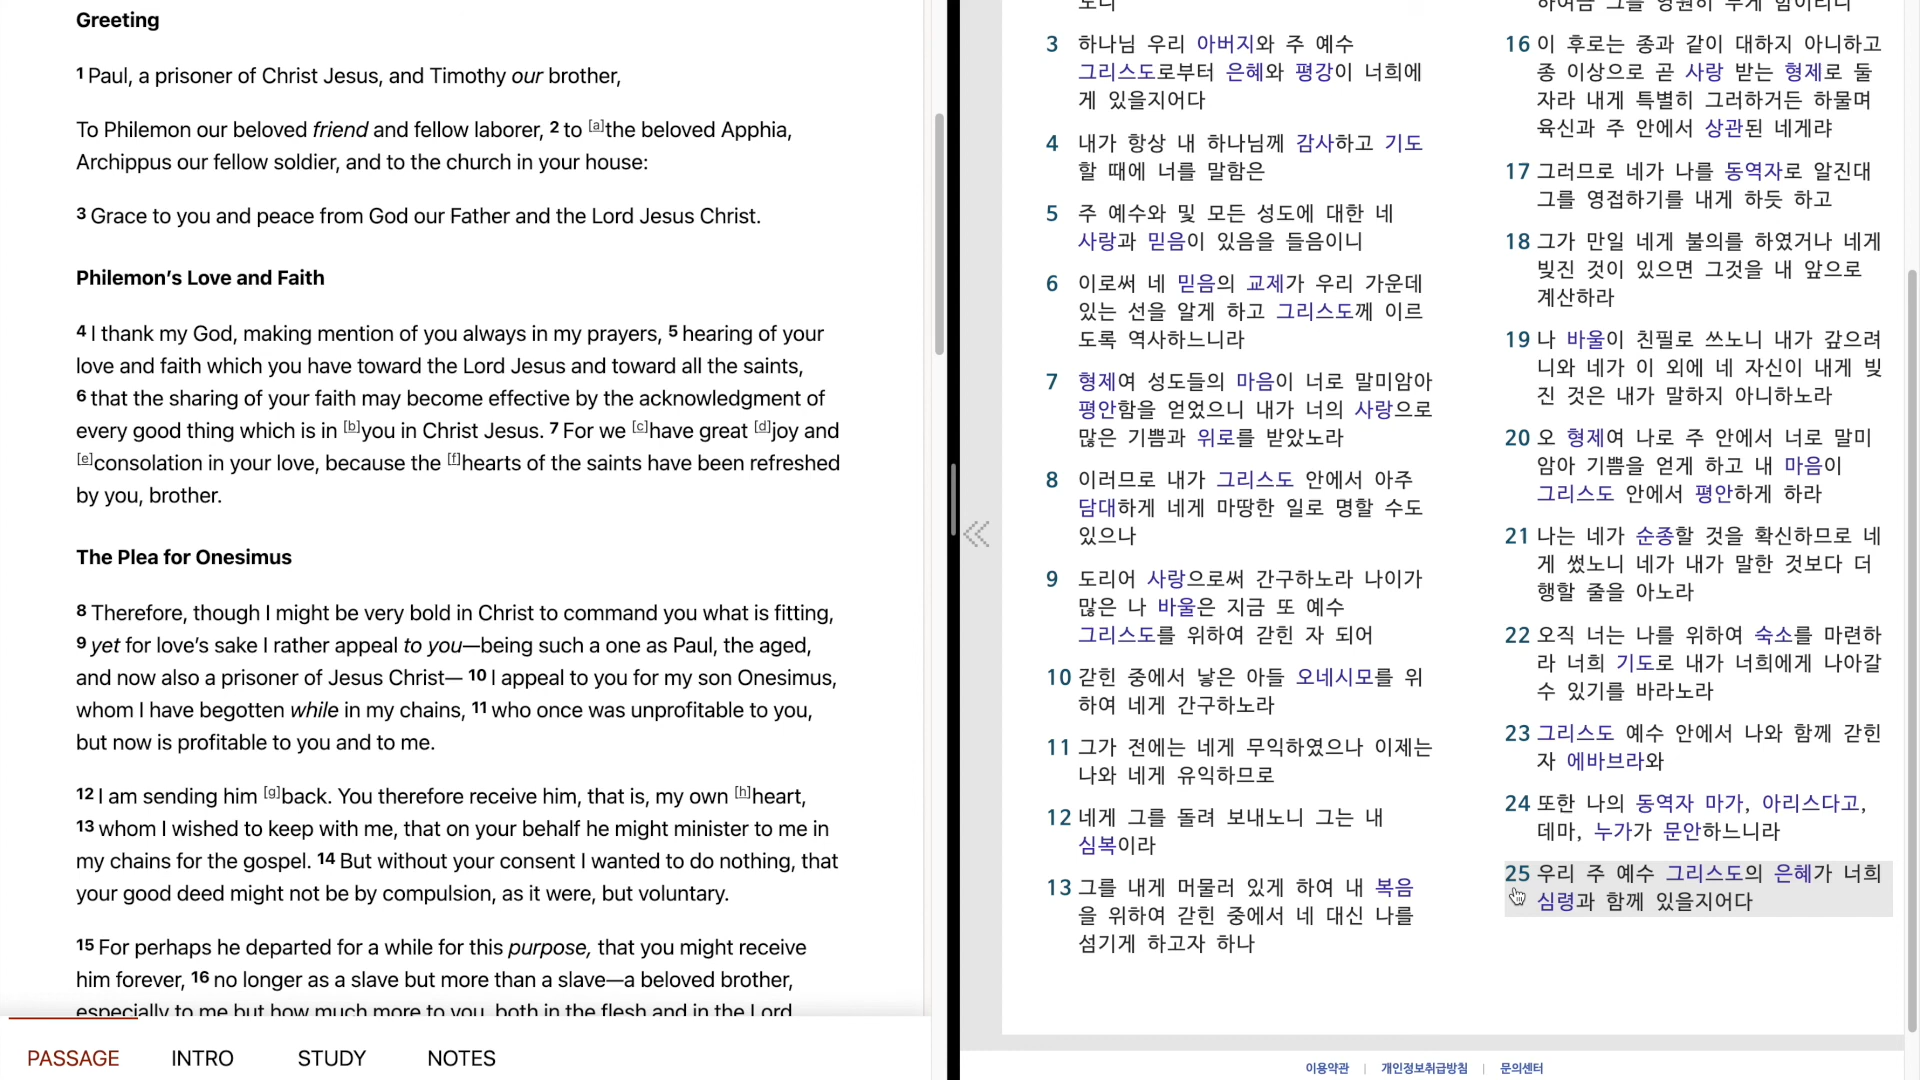 Greeting
1 Paul, a prisoner of Christ Jesus, and Timothy our brother,
To Philemon our beloved friend and fellow laborer, 2 to [a]the beloved Apphia,
Archippus our fellow soldier, and to the church in your house:
3 Grace to you and peace from God our Father and the Lord Jesus Christ.
Philemon’s Love and Faith
4 I thank my God, making mention of you always in my prayers, 5 hearing of your
love and faith which you have toward the Lord Jesus and toward all the saints,
6 that the sharing of your faith may become effective by the acknowledgment of
every good thing which is in [b]you in Christ Jesus. 7 For we [c]have great [d]joy and
[e]consolation in your love, because the [f]hearts of the saints have been refreshed
by you, brother.
The Plea for Onesimus
8 Therefore, though I might be very bold in Christ to command you what is fitting,
9 yet for love’s sake I rather appeal to you—being such a one as Paul, the aged,
and now also a prisoner of Jesus Christ— 10 I appeal to you for my son Onesimus,
whom I have begotten while in my chains, 11 who once was unprofitable to you,
but now is profitable to you and to me.
12 I am sending him [g]back. You therefore receive him, that is, my own [h]heart,
13 whom I wished to keep with me, that on your behalf he might minister to me in
my chains for the gospel. 14 But without your consent I wanted to do nothing, that
your good deed might not be by compulsion, as it were, but voluntary.
15 For perhaps he departed for a while for this purpose, that you might receive
him forever, 16 no longer as a slave but more than a slave—a beloved brother,
especially to me but how much more to you, both in the flesh and in the Lord.
PASSAGE INTRO STUDY NOTES
3 하나님 우리 아버지와 주 예수
그리스도로부터 은혜와 평강이 너희에
게 있을지어다
4 내가 항상 내 하나님께 감사하고 기도
할 때에 너를 말함은
5 주 예수와 및 모든 성도에 대한 네
사랑과 믿음이 있음을 들음이니
6 이로써 네 믿음의 교제가 우리 가운데
있는 선을 알게 하고 그리스도께 이르
도록 역사하느니라
7 형제여 성도들의 마음이 너로 말미암아
평안함을 얻었으니 내가 너의 사랑으로
많은 기쁨과 위로를 받았노라
8 이러므로 내가 그리스도 안에서 아주
담대하게 네게 마땅한 일로 명할 수도
있으나
9 도리어 사랑으로써 간구하노라 나이가
많은 나 바울은 지금 또 예수
그리스도를 위하여 갇힌 자 되어
10 갇힌 중에서 낳은 아들 오네시모를 위
하여 네게 간구하노라
11 그가 전에는 네게 무익하였으나 이제는
나와 네게 유익하므로
12 네게 그를 돌려 보내노니 그는 내
심복이라
13 그를 내게 머물러 있게 하여 내 복음
을 위하여 갇힌 중에서 네 대신 나를
섬기게 하고자 하나
16 이 후로는 종과 같이 대하지 아니하고
종 이상으로 곧 사랑 받는 형제로 둘
자라 내게 특별히 그러하거든 하물며
육신과 주 안에서 상관된 네게랴
17 그러므로 네가 나를 동역자로 알진대
그를 영접하기를 내게 하듯 하고
18 그가 만일 네게 불의를 하였거나 네게
빚진 것이 있으면 그것을 내 앞으로
계산하라
19 나 바울이 친필로 쓰노니 내가 갚으려
니와 네가 이 외에 네 자신이 내게 빚
진 것은 내가 말하지 아니하노라
20 오 형제여 나로 주 안에서 너로 말미
암아 기쁨을 얻게 하고 내 마음이
그리스도 안에서 평안하게 하라
21 나는 네가 순종할 것을 확신하므로 네
게 썼노니 네가 내가 말한 것보다 더
행할 줄을 아노라
22 오직 너는 나를 위하여 숙소를 마련하
라 너희 기도로 내가 너희에게 나아갈
수 있기를 바라노라
23 그리스도 예수 안에서 나와 함께 갇힌
자 에바브라와
24 또한 나의 동역자 마가, 아리스다고,
데마, 누가가 문안하느니라
25 우리 주 예수 그리스도의 은혜가 너희
심령과 함께 있을지어다
이용약관 | 개인정보취급방침 | 문의센터